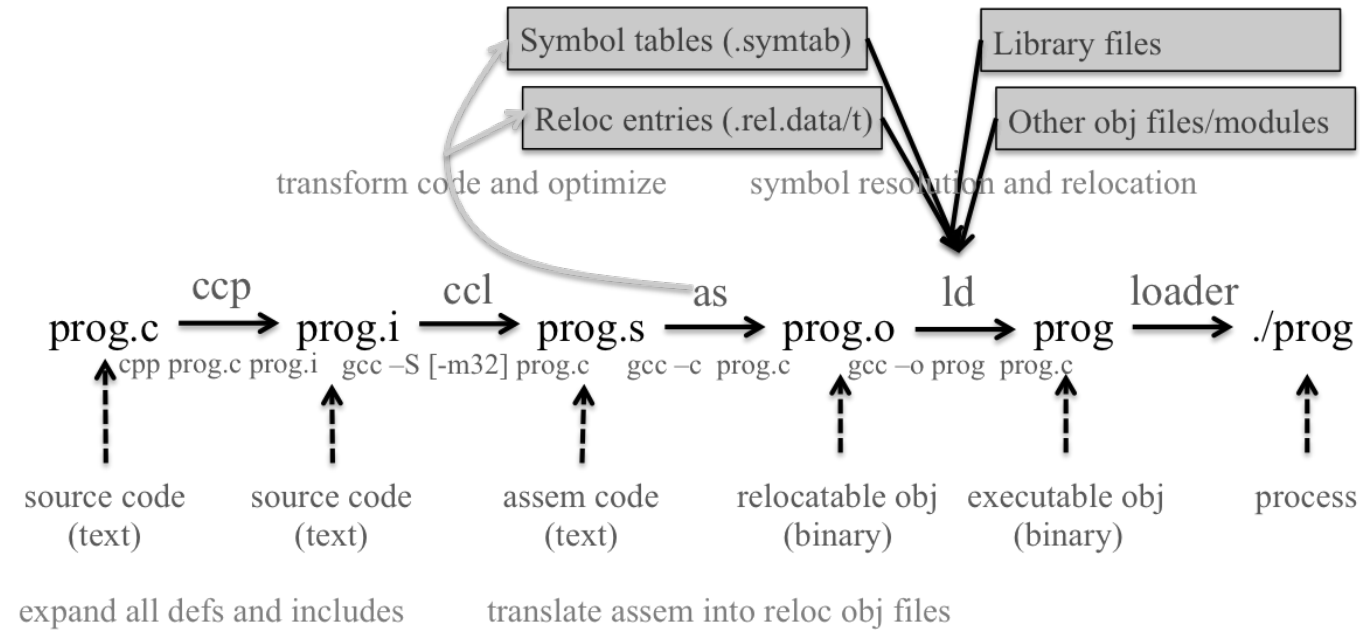 Symbol tables (.symtab)
Library files
Reloc entries (.rel.data/t)
Other obj files/modules
transform code and optimize
symbol resolution and relocation
ccp
ccl
as
ld
loader
prog.c
prog.i
prog.s
prog.o
prog
./prog
cpp prog.c prog.i
gcc –S [-m32] prog.c
gcc –c prog.c
gcc –o prog prog.c
source code
(text)
source code
(text)
assem code
(text)
relocatable obj
(binary)
executable obj
(binary)
process
expand all defs and includes
translate assem into reloc obj files